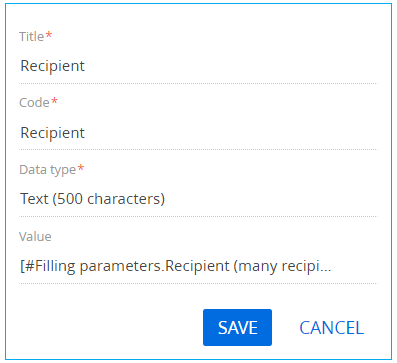 Title*
Recipient
Code*
Recipient
Data type*
Text (500 characters)
Value
[#Filling parameters.Recipient (many recipi...
SAVE CANCEL